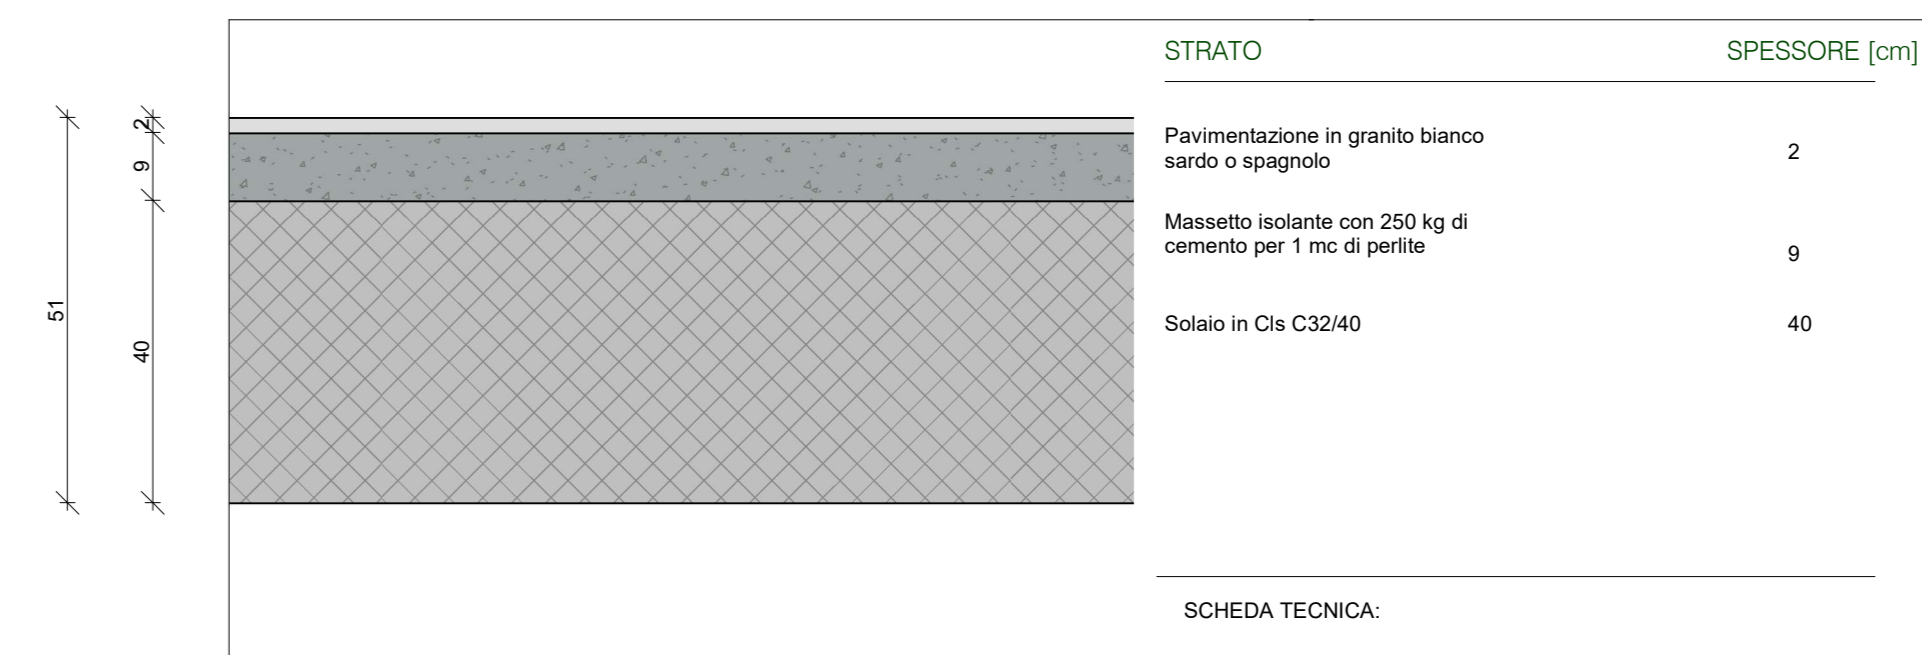 STRATO SPESSORE [cm]
2
9
40
51
Pavimentazione in granito bianco
sardo o spagnolo
2
Massetto isolante con 250 kg di
cemento per 1 mc di perlite
9
Solaio in Cls C32/40 40
SCHEDA TECNICA: